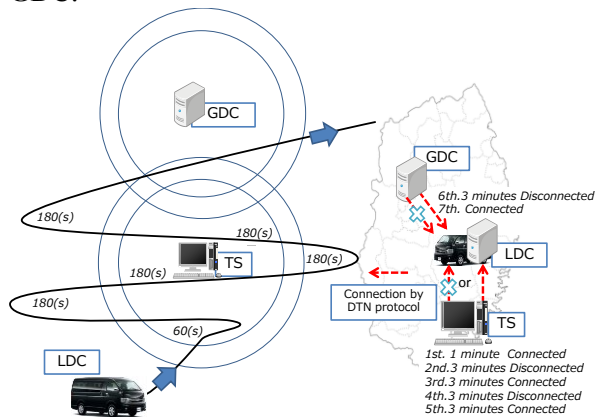 GDC.
GDC
180(s)
180(s)
TS
180(s)
180(s)
180(s)
60(s)
LDC
GDC
6th.3 minutes Disconnected
7th. Connected
LDC
or
Connection by
DTN protocol
TS
1st. 1 minute Connected
2nd.3 minutes Disconnected
3rd.3 minutes Connected
4th.3 minutes Disconnected
5th.3 minutes Connected